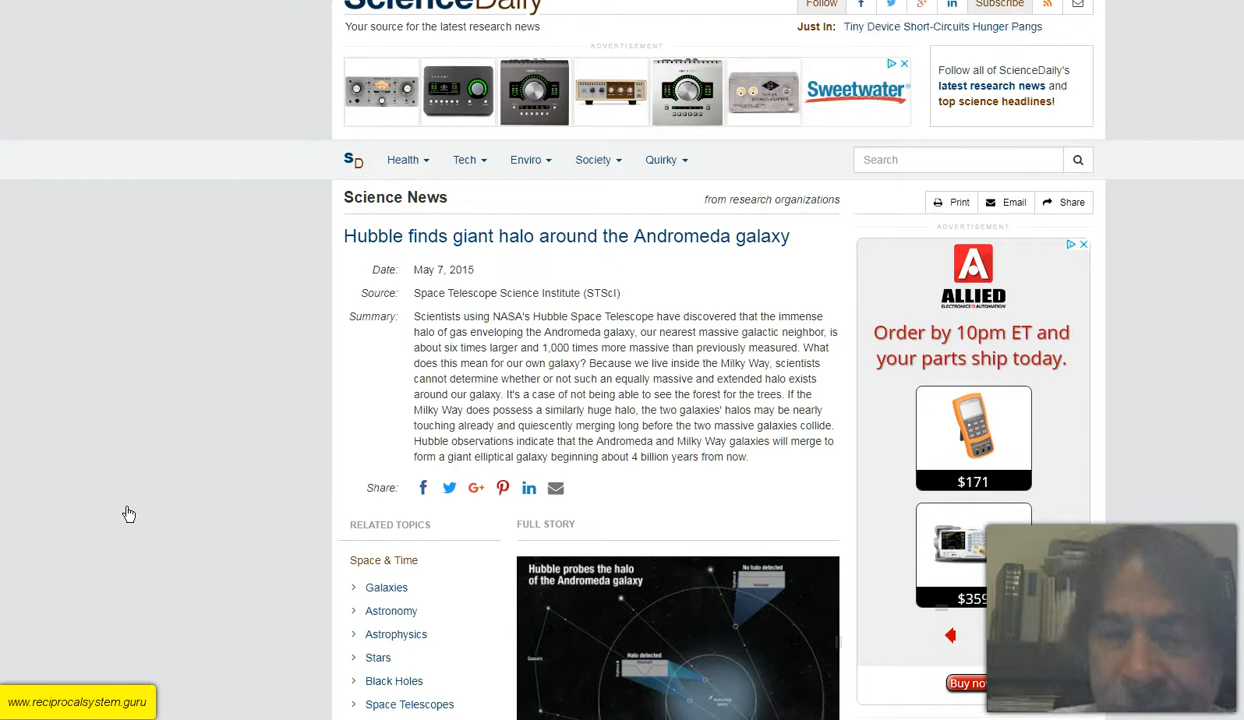 ScienceDaily
Follow
Subscribe
Your source for the latest research news
Just In: Tiny Device Short-Circuits Hunger Pangs
ADVERTISEMENT
Sweetwater
Follow all of ScienceDaily's
latest research news and
top science headlines!
SD
Health
Tech
Enviro
Society
Quirky
Search
Science News
from research organizations
Print
Email
Share
ADVERTISEMENT
Hubble finds giant halo around the Andromeda galaxy
Date: May 7, 2015
Source: Space Telescope Science Institute (STScI)
Summary: Scientists using NASA's Hubble Space Telescope have discovered that the immense
halo of gas enveloping the Andromeda galaxy, our nearest massive galactic neighbor, is
about six times larger and 1,000 times more massive than previously measured. What
does this mean for our own galaxy? Because we live inside the Milky Way, scientists
cannot determine whether or not such an equally massive and extended halo exists
around our galaxy. It's a case of not being able to see the forest for the trees. If the
Milky Way does possess a similarly huge halo, the two galaxies' halos may be nearly
touching already and quiescently merging long before the two massive galaxies collide.
Hubble observations indicate that the Andromeda and Milky Way galaxies will merge to
form a giant elliptical galaxy beginning about 4 billion years from now.
Share:
A
ALLIED
ELECTRONICS & AUTOMATION
Order by 10pm ET and
your parts ship today.
$171
$359
Buy now
RELATED TOPICS
Space & Time
Galaxies
Astronomy
Astrophysics
Stars
Black Holes
Space Telescopes
FULL STORY
Hubble probes the halo
of the Andromeda galaxy
No halo detected
Halo detected
Quasars
www.reciprocalsystem.guru